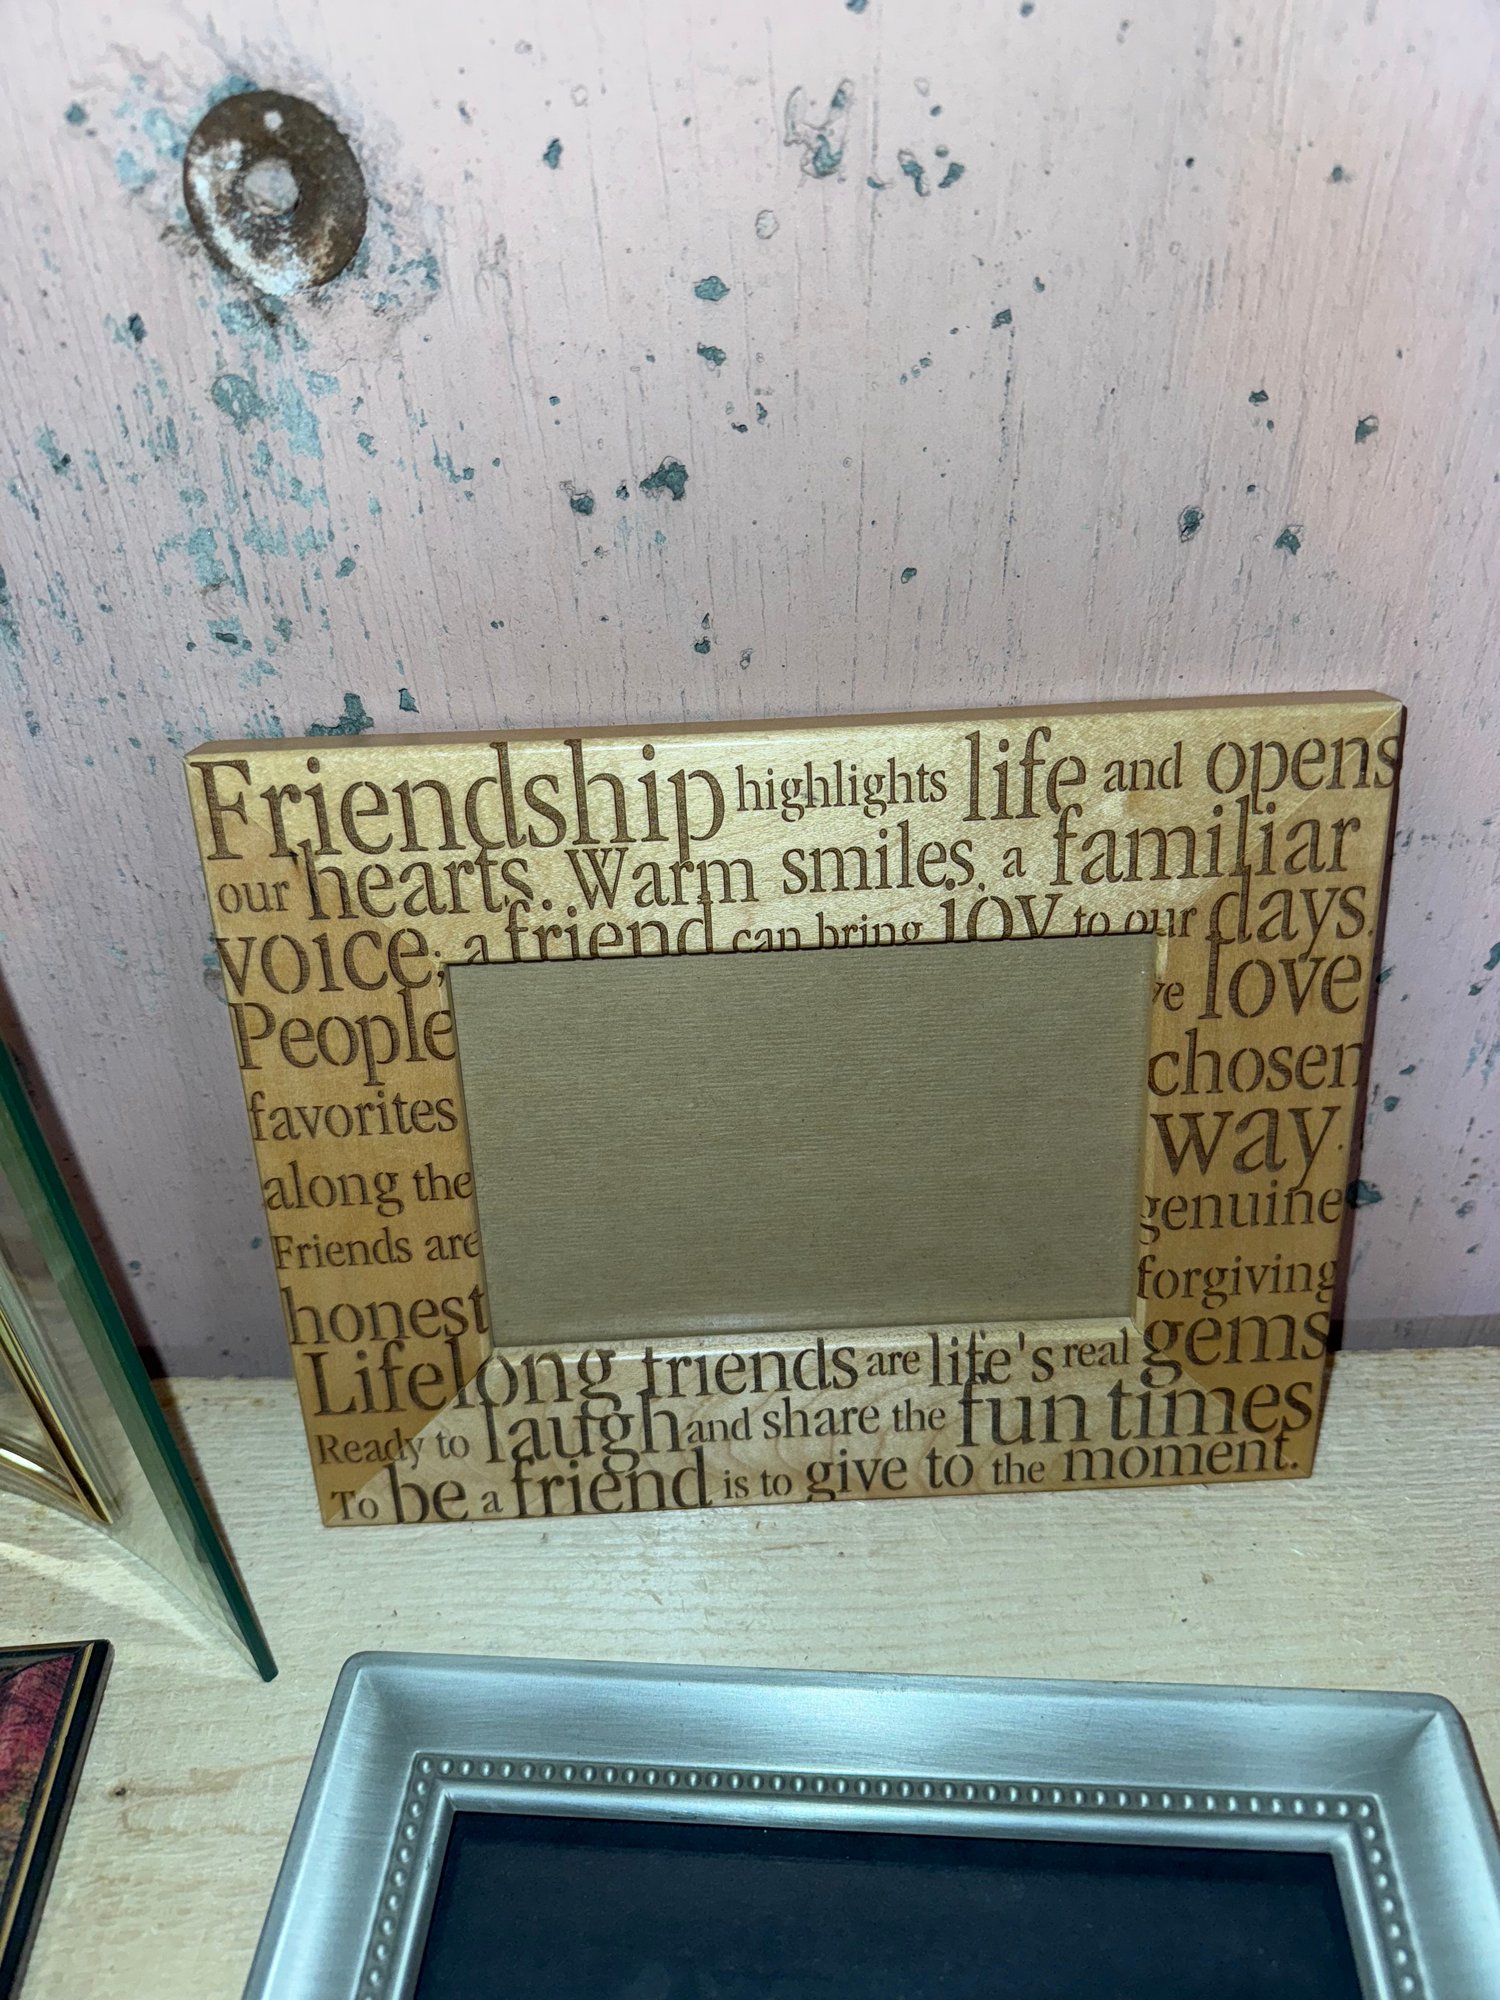 Friendship highlights life and opens
our hearts. Warm smiles, a familiar
voice; a friend can bring joy to our days.
People love
favorites chosen
along the way.
Friends are genuine
honest forgiving
Lifelong friends are life's real gems
Ready to laugh and share the fun times
To be a friend is to give to the moment.